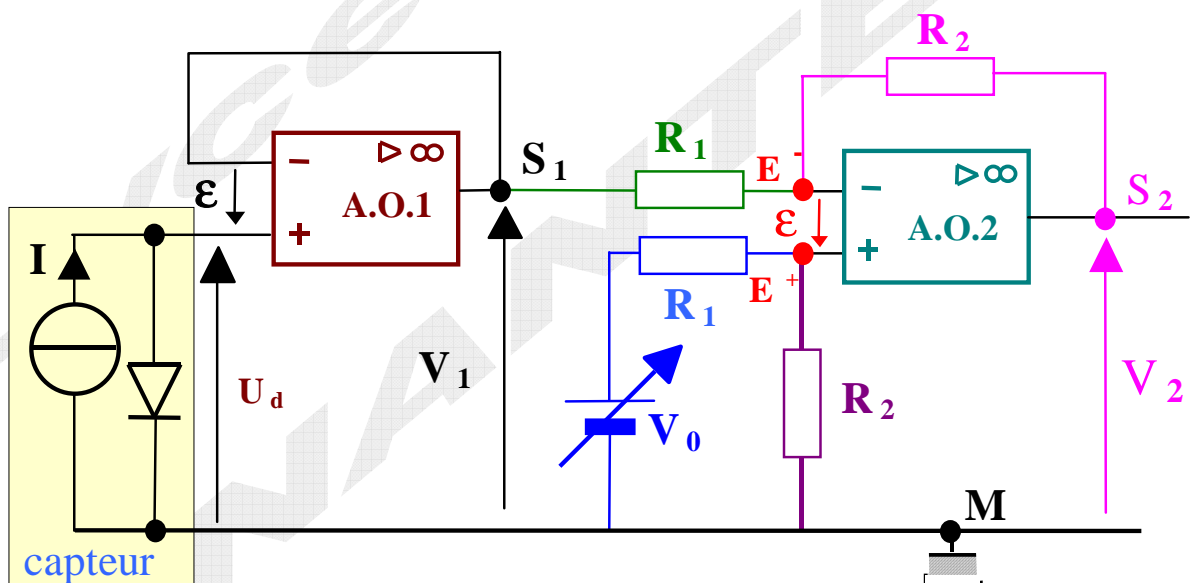 R 2
▷ ∞
S 1
R 1
E -
▷ ∞
S 2
ε
−
A.O.1
+
−
ε
A.O.2
+
I
E +
R 1
V 1
U d
V 0
R 2
V 2
M
capteur